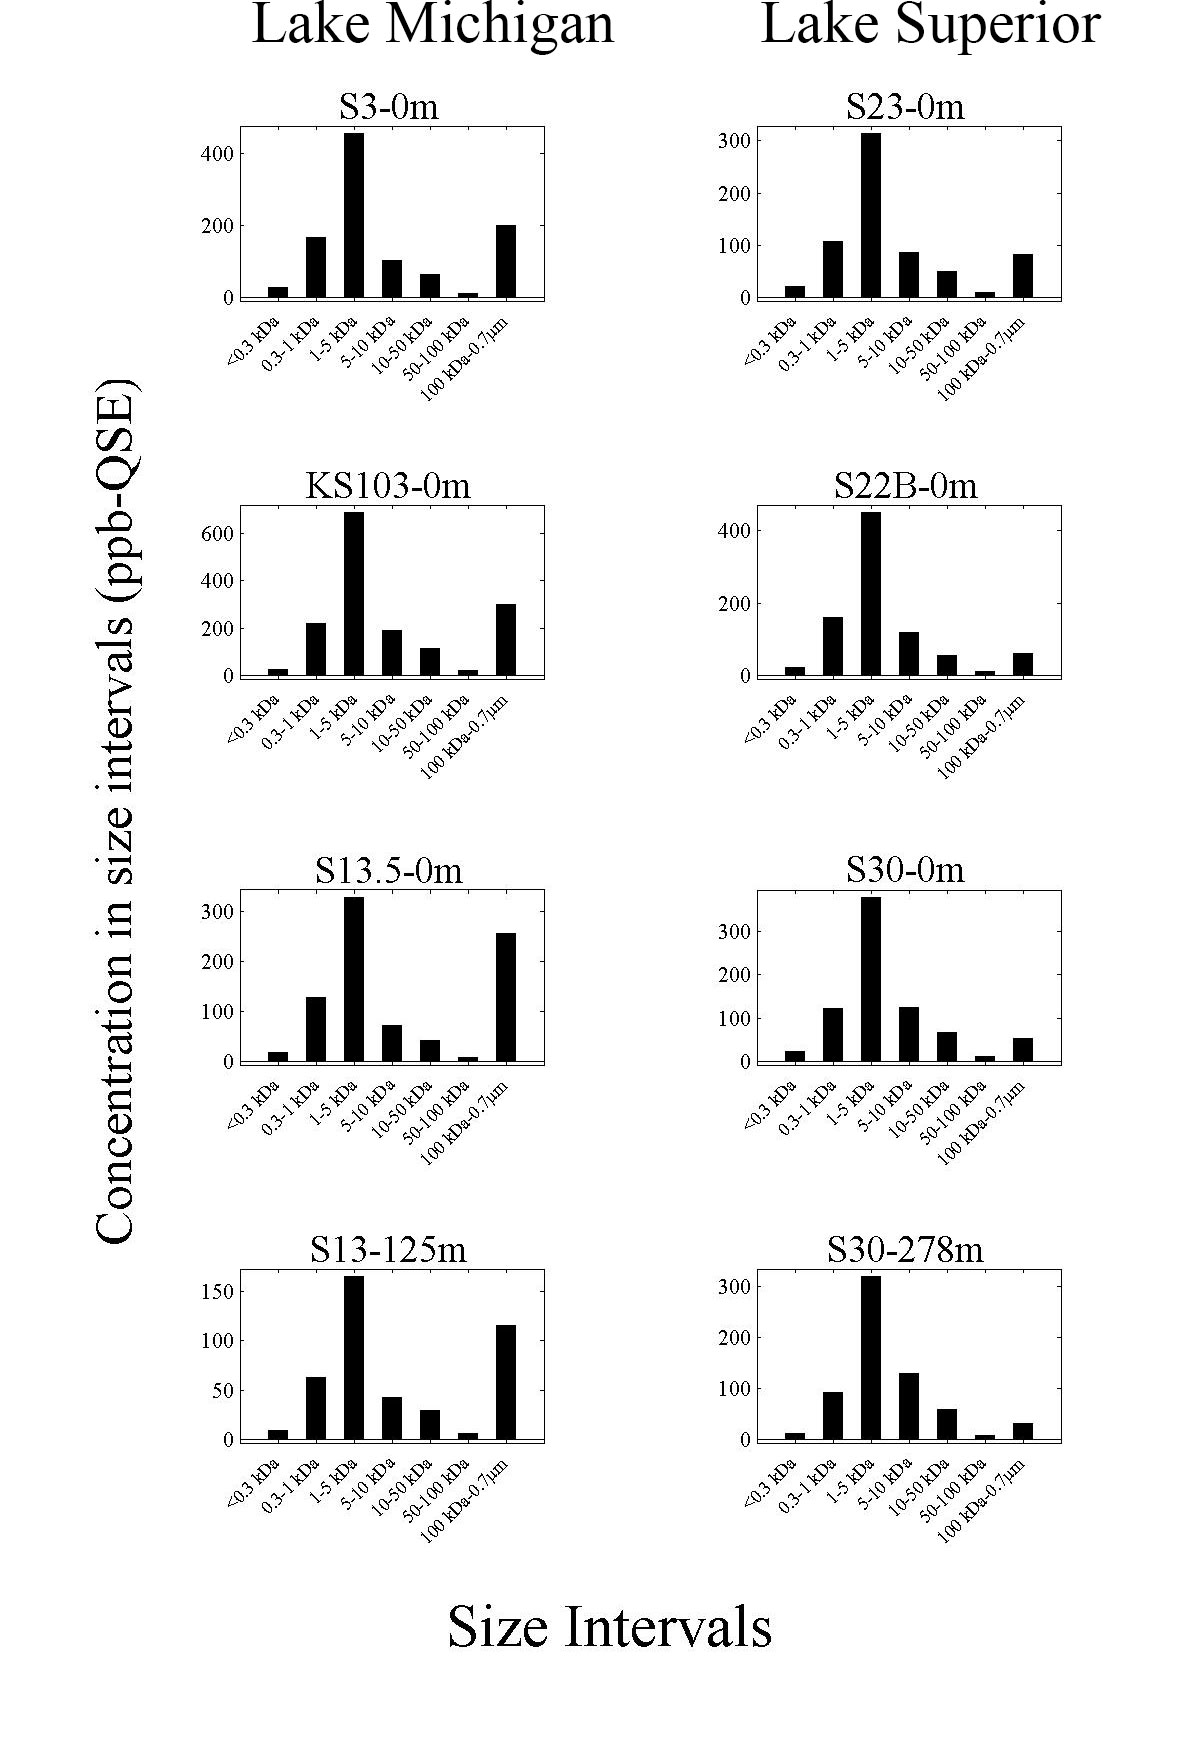 Lake Michigan
Lake Superior
Concentration in size intervals (ppb-QSE)
S3-0m
400
200
0
<0.3 kDa
0.3-1 kDa
1-5 kDa
5-10 kDa
10-50 kDa
50-100 kDa
100 kDa-0.7µm
S23-0m
300
200
100
0
<0.3 kDa
0.3-1 kDa
1-5 kDa
5-10 kDa
10-50 kDa
50-100 kDa
100 kDa-0.7µm
KS103-0m
600
400
200
0
<0.3 kDa
0.3-1 kDa
1-5 kDa
5-10 kDa
10-50 kDa
50-100 kDa
100 kDa-0.7µm
S22B-0m
400
200
0
<0.3 kDa
0.3-1 kDa
1-5 kDa
5-10 kDa
10-50 kDa
50-100 kDa
100 kDa-0.7µm
S13.5-0m
300
200
100
0
<0.3 kDa
0.3-1 kDa
1-5 kDa
5-10 kDa
10-50 kDa
50-100 kDa
100 kDa-0.7µm
S30-0m
300
200
100
0
<0.3 kDa
0.3-1 kDa
1-5 kDa
5-10 kDa
10-50 kDa
50-100 kDa
100 kDa-0.7µm
S13-125m
150
100
50
0
<0.3 kDa
0.3-1 kDa
1-5 kDa
5-10 kDa
10-50 kDa
50-100 kDa
100 kDa-0.7µm
S30-278m
300
200
100
0
<0.3 kDa
0.3-1 kDa
1-5 kDa
5-10 kDa
10-50 kDa
50-100 kDa
100 kDa-0.7µm
Size Intervals